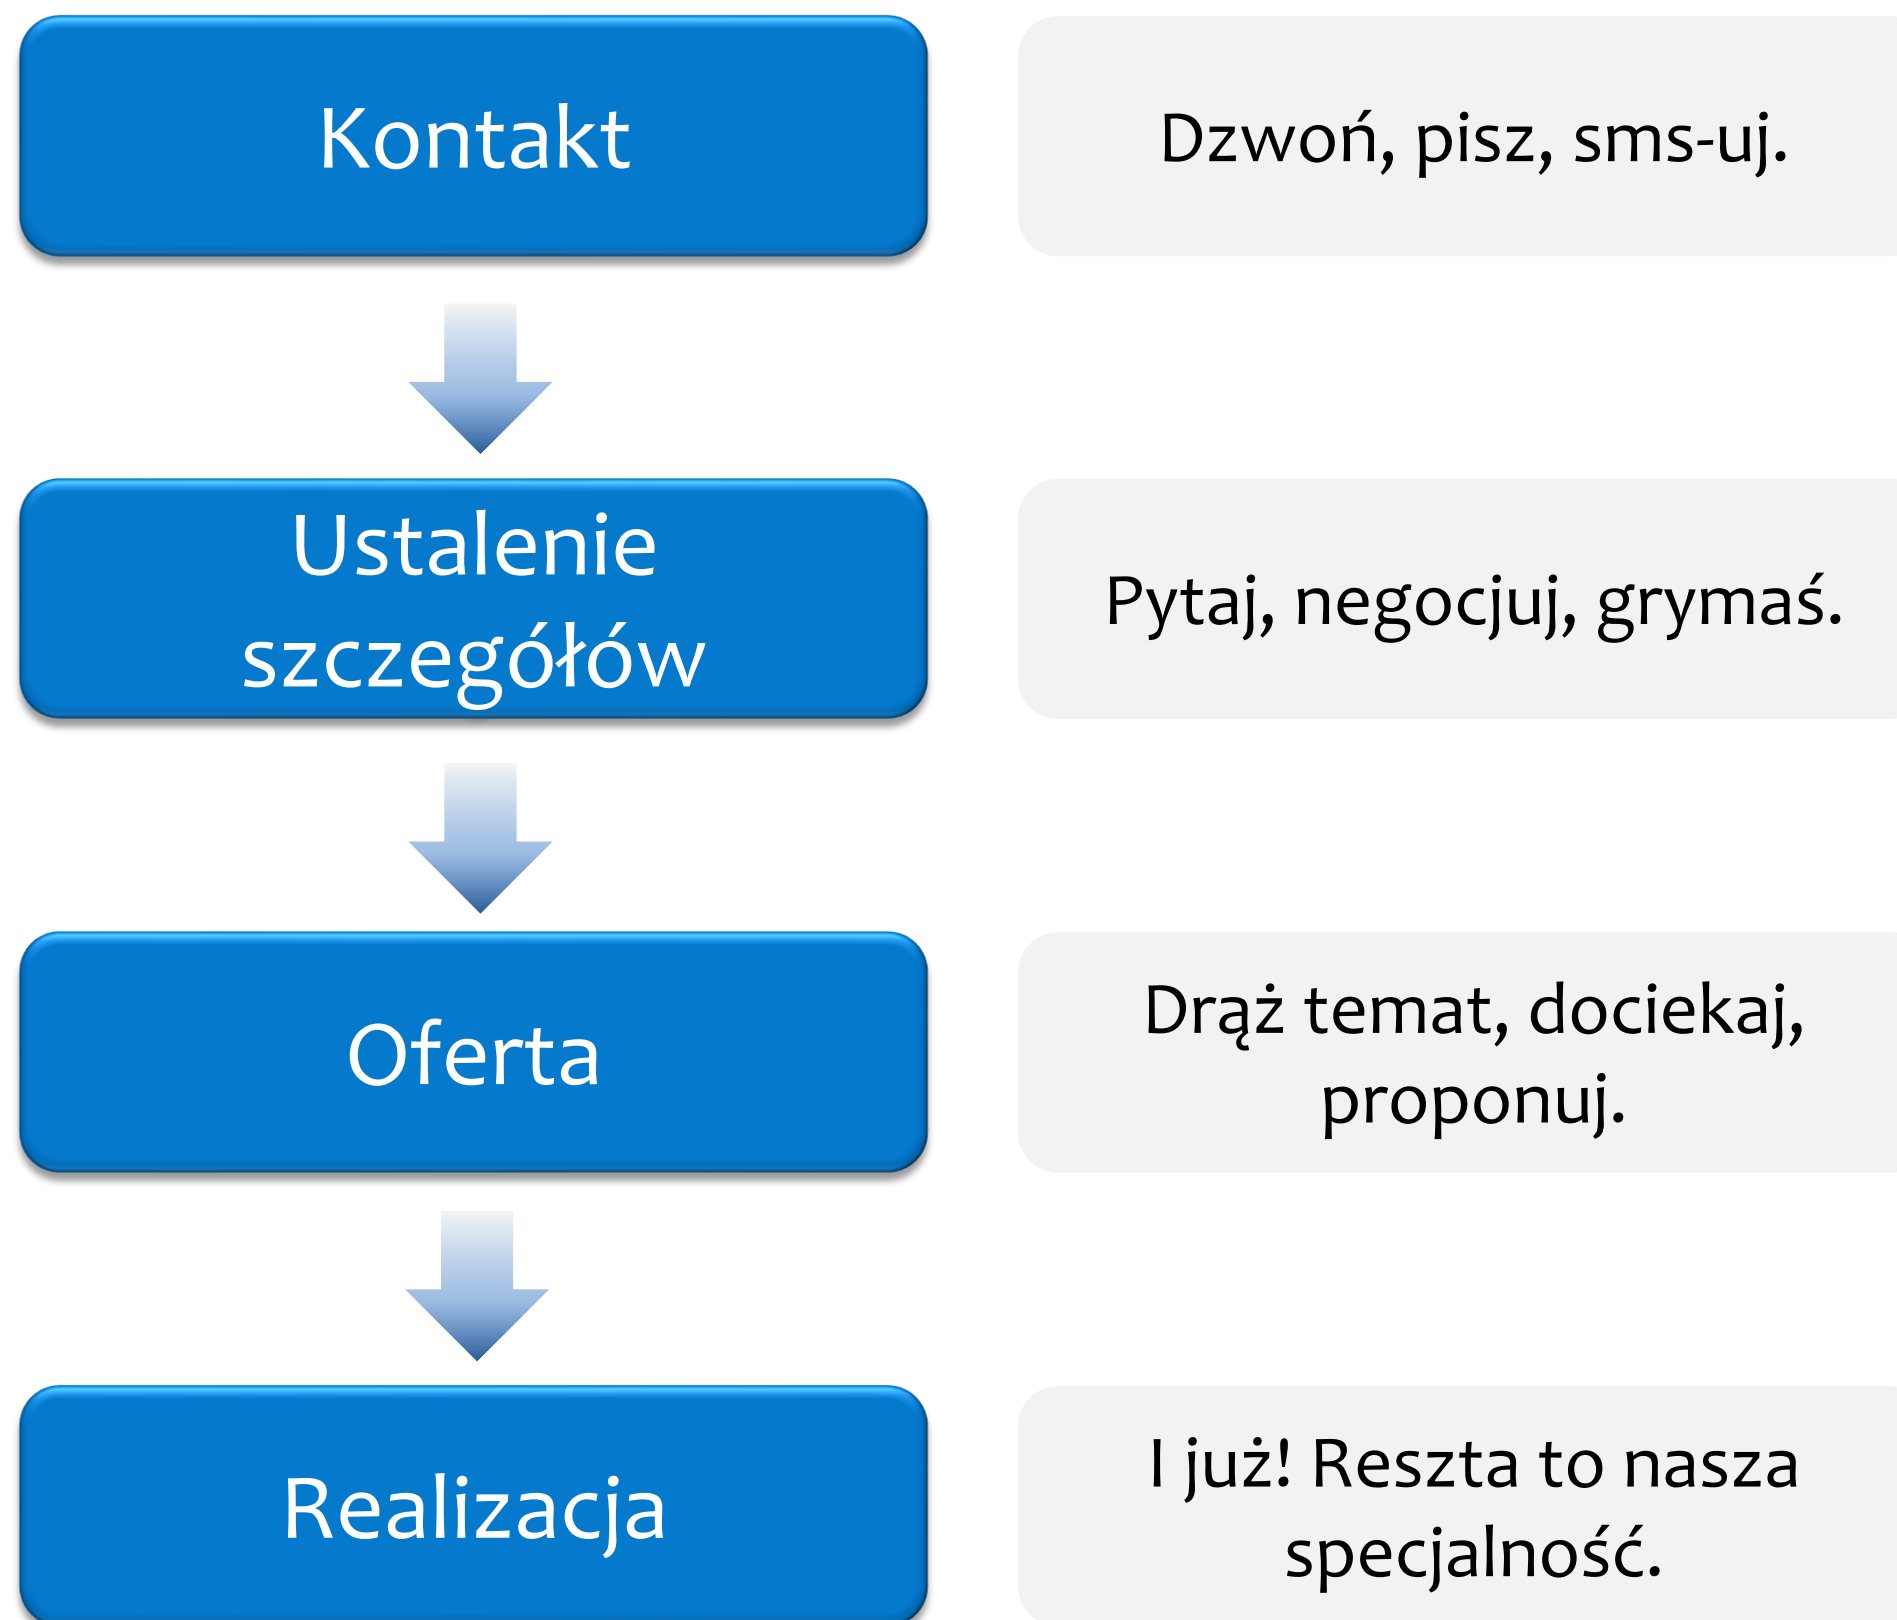 Kontakt
Dzwoń, pisz, sms-uj.
Ustalenie
szczegółów
Pytaj, negocjuj, grymaś.
Oferta
Drąż temat, dociekaj,
proponuj.
Realizacja
I już! Reszta to nasza
specjalność.